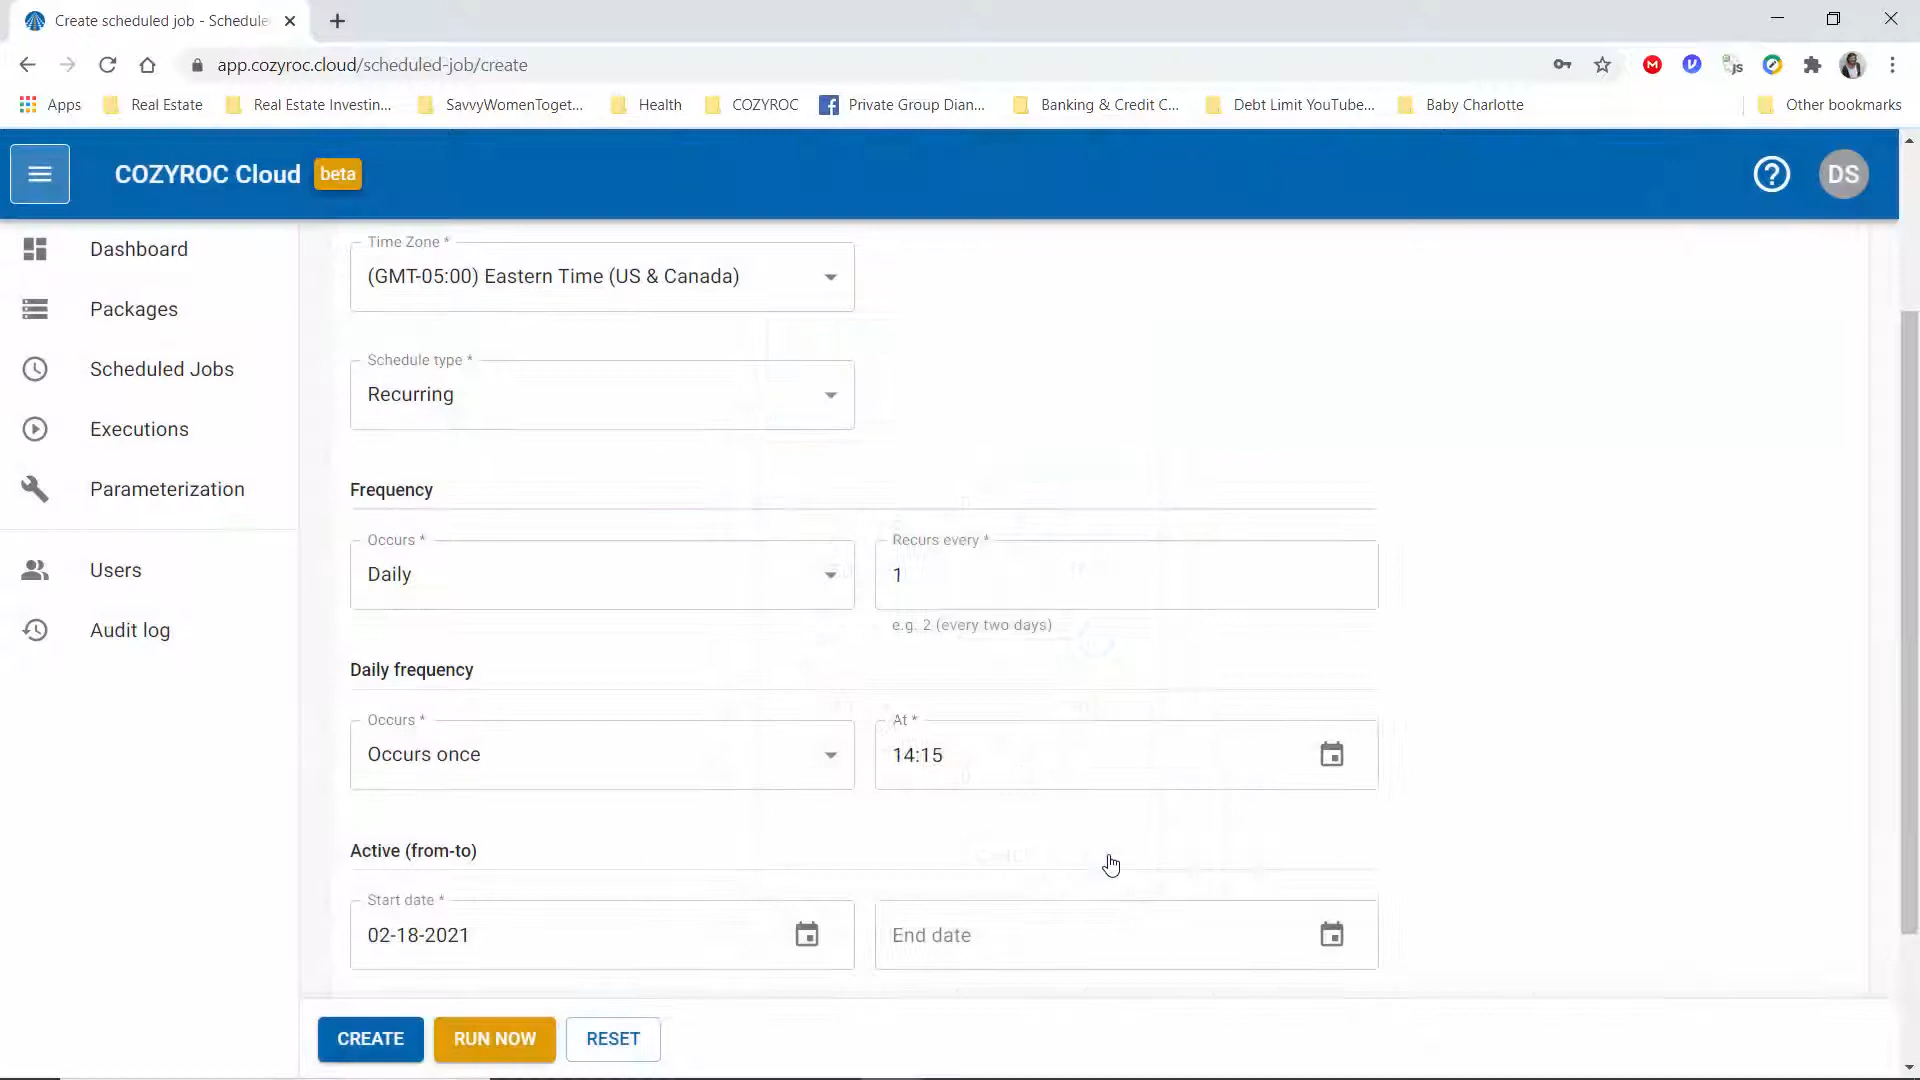 Create scheduled job - Schedule
app.cozyroc.cloud/scheduled-job/create
Apps
Real Estate
Real Estate Investin...
SavvyWomenToget...
Health
COZYROC
Private Group Dian...
Banking & Credit C...
Debt Limit YouTube...
Baby Charlotte
Other bookmarks
COZYROC Cloud beta
DS
Dashboard
Packages
Scheduled Jobs
Executions
Parameterization
Users
Audit log
Time Zone *
(GMT-05:00) Eastern Time (US & Canada)
Schedule type *
Recurring
Frequency
Occurs *
Daily
Recurs every *
1
e.g. 2 (every two days)
Daily frequency
Occurs *
Occurs once
At *
14:15
Active (from-to)
Start date *
02-18-2021
End date
CREATE
RUN NOW
RESET